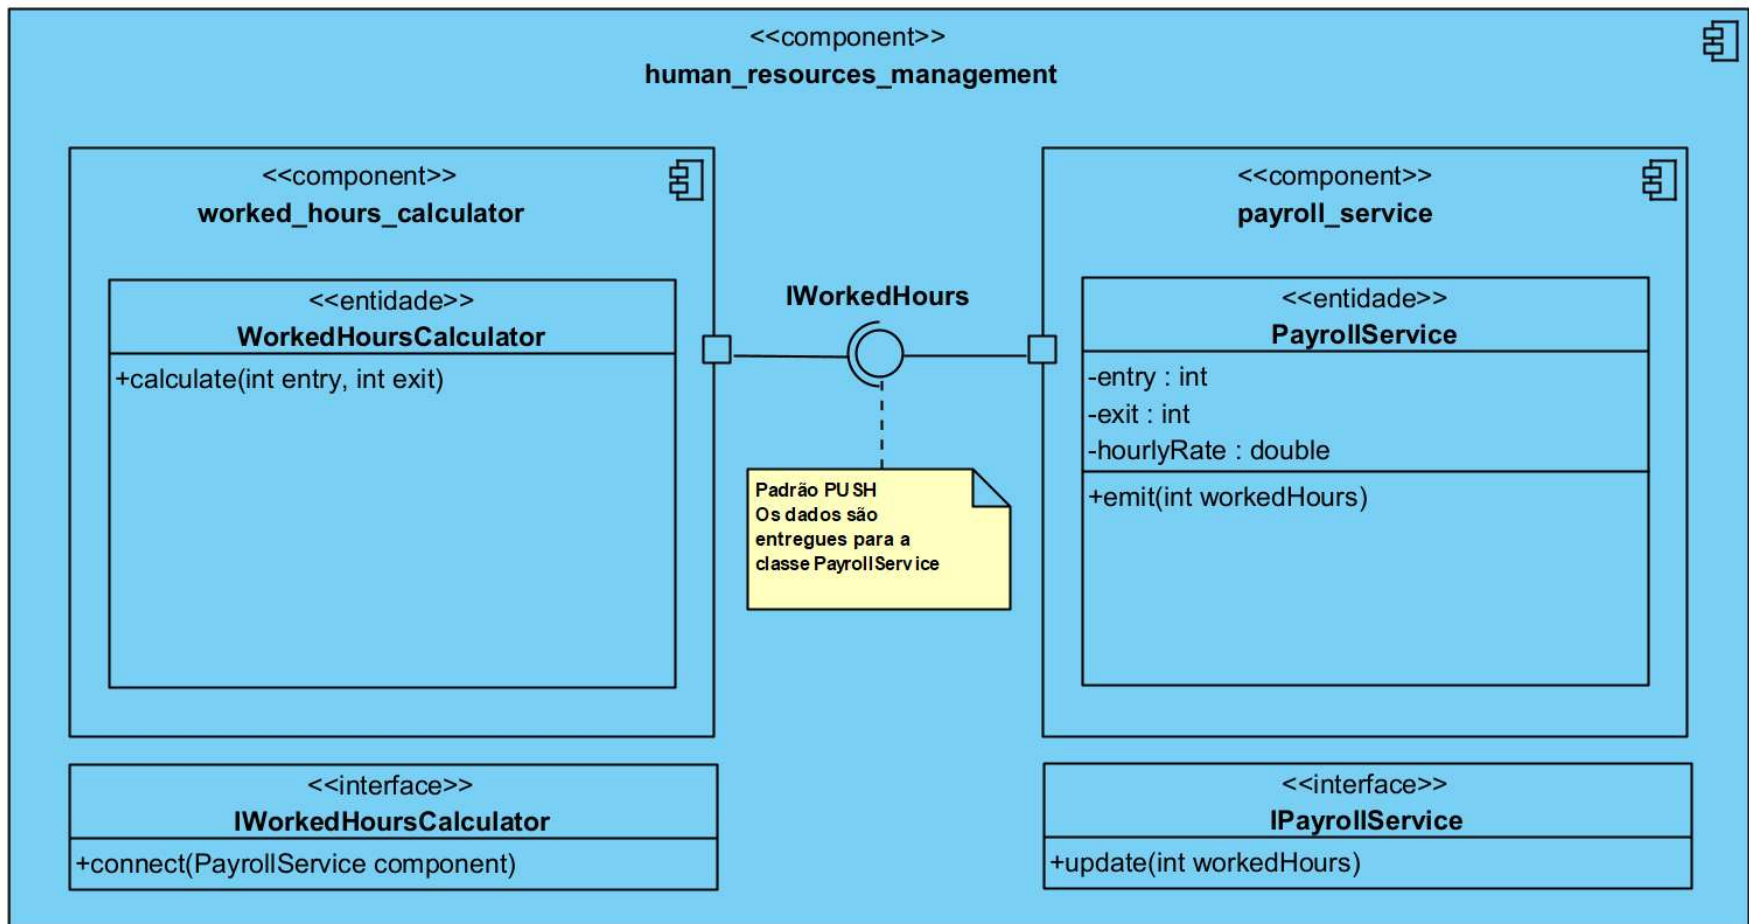 <<component>>
human_resources_management
<<component>>
worked_hours_calculator
<<entidade>>
WorkedHoursCalculator
+calculate(int entry, int exit)
IWorkedHours
Padrão PUSH
Os dados são
entregues para a
classe PayrollService
<<component>>
payroll_service
<<entidade>>
PayrollService
-entry : int
-exit : int
-hourlyRate : double
+emit(int workedHours)
<<interface>>
IWorkedHoursCalculator
+connect(PayrollService component)
<<interface>>
IPayrollService
+update(int workedHours)